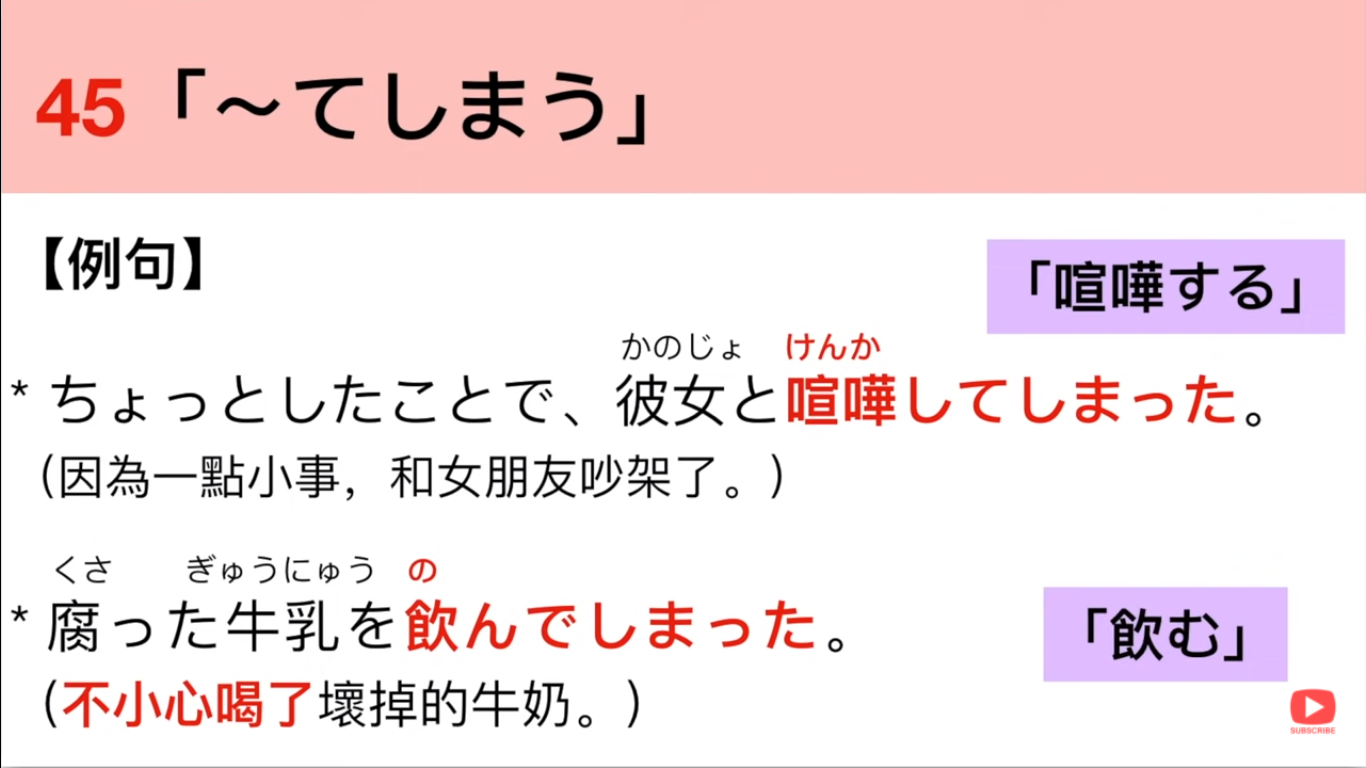 45「〜てしまう」
【例句】
「喧嘩する」
かのじょ けんか
* ちょっとしたことで、彼女と喧嘩してしまった。
（因為一點小事，和女朋友吵架了。）
くさ ぎゅうにゅう の
* 腐った牛乳を飲んでしまった。
「飲む」
（不小心喝了壞掉的牛奶。）
SUBSCRIBE